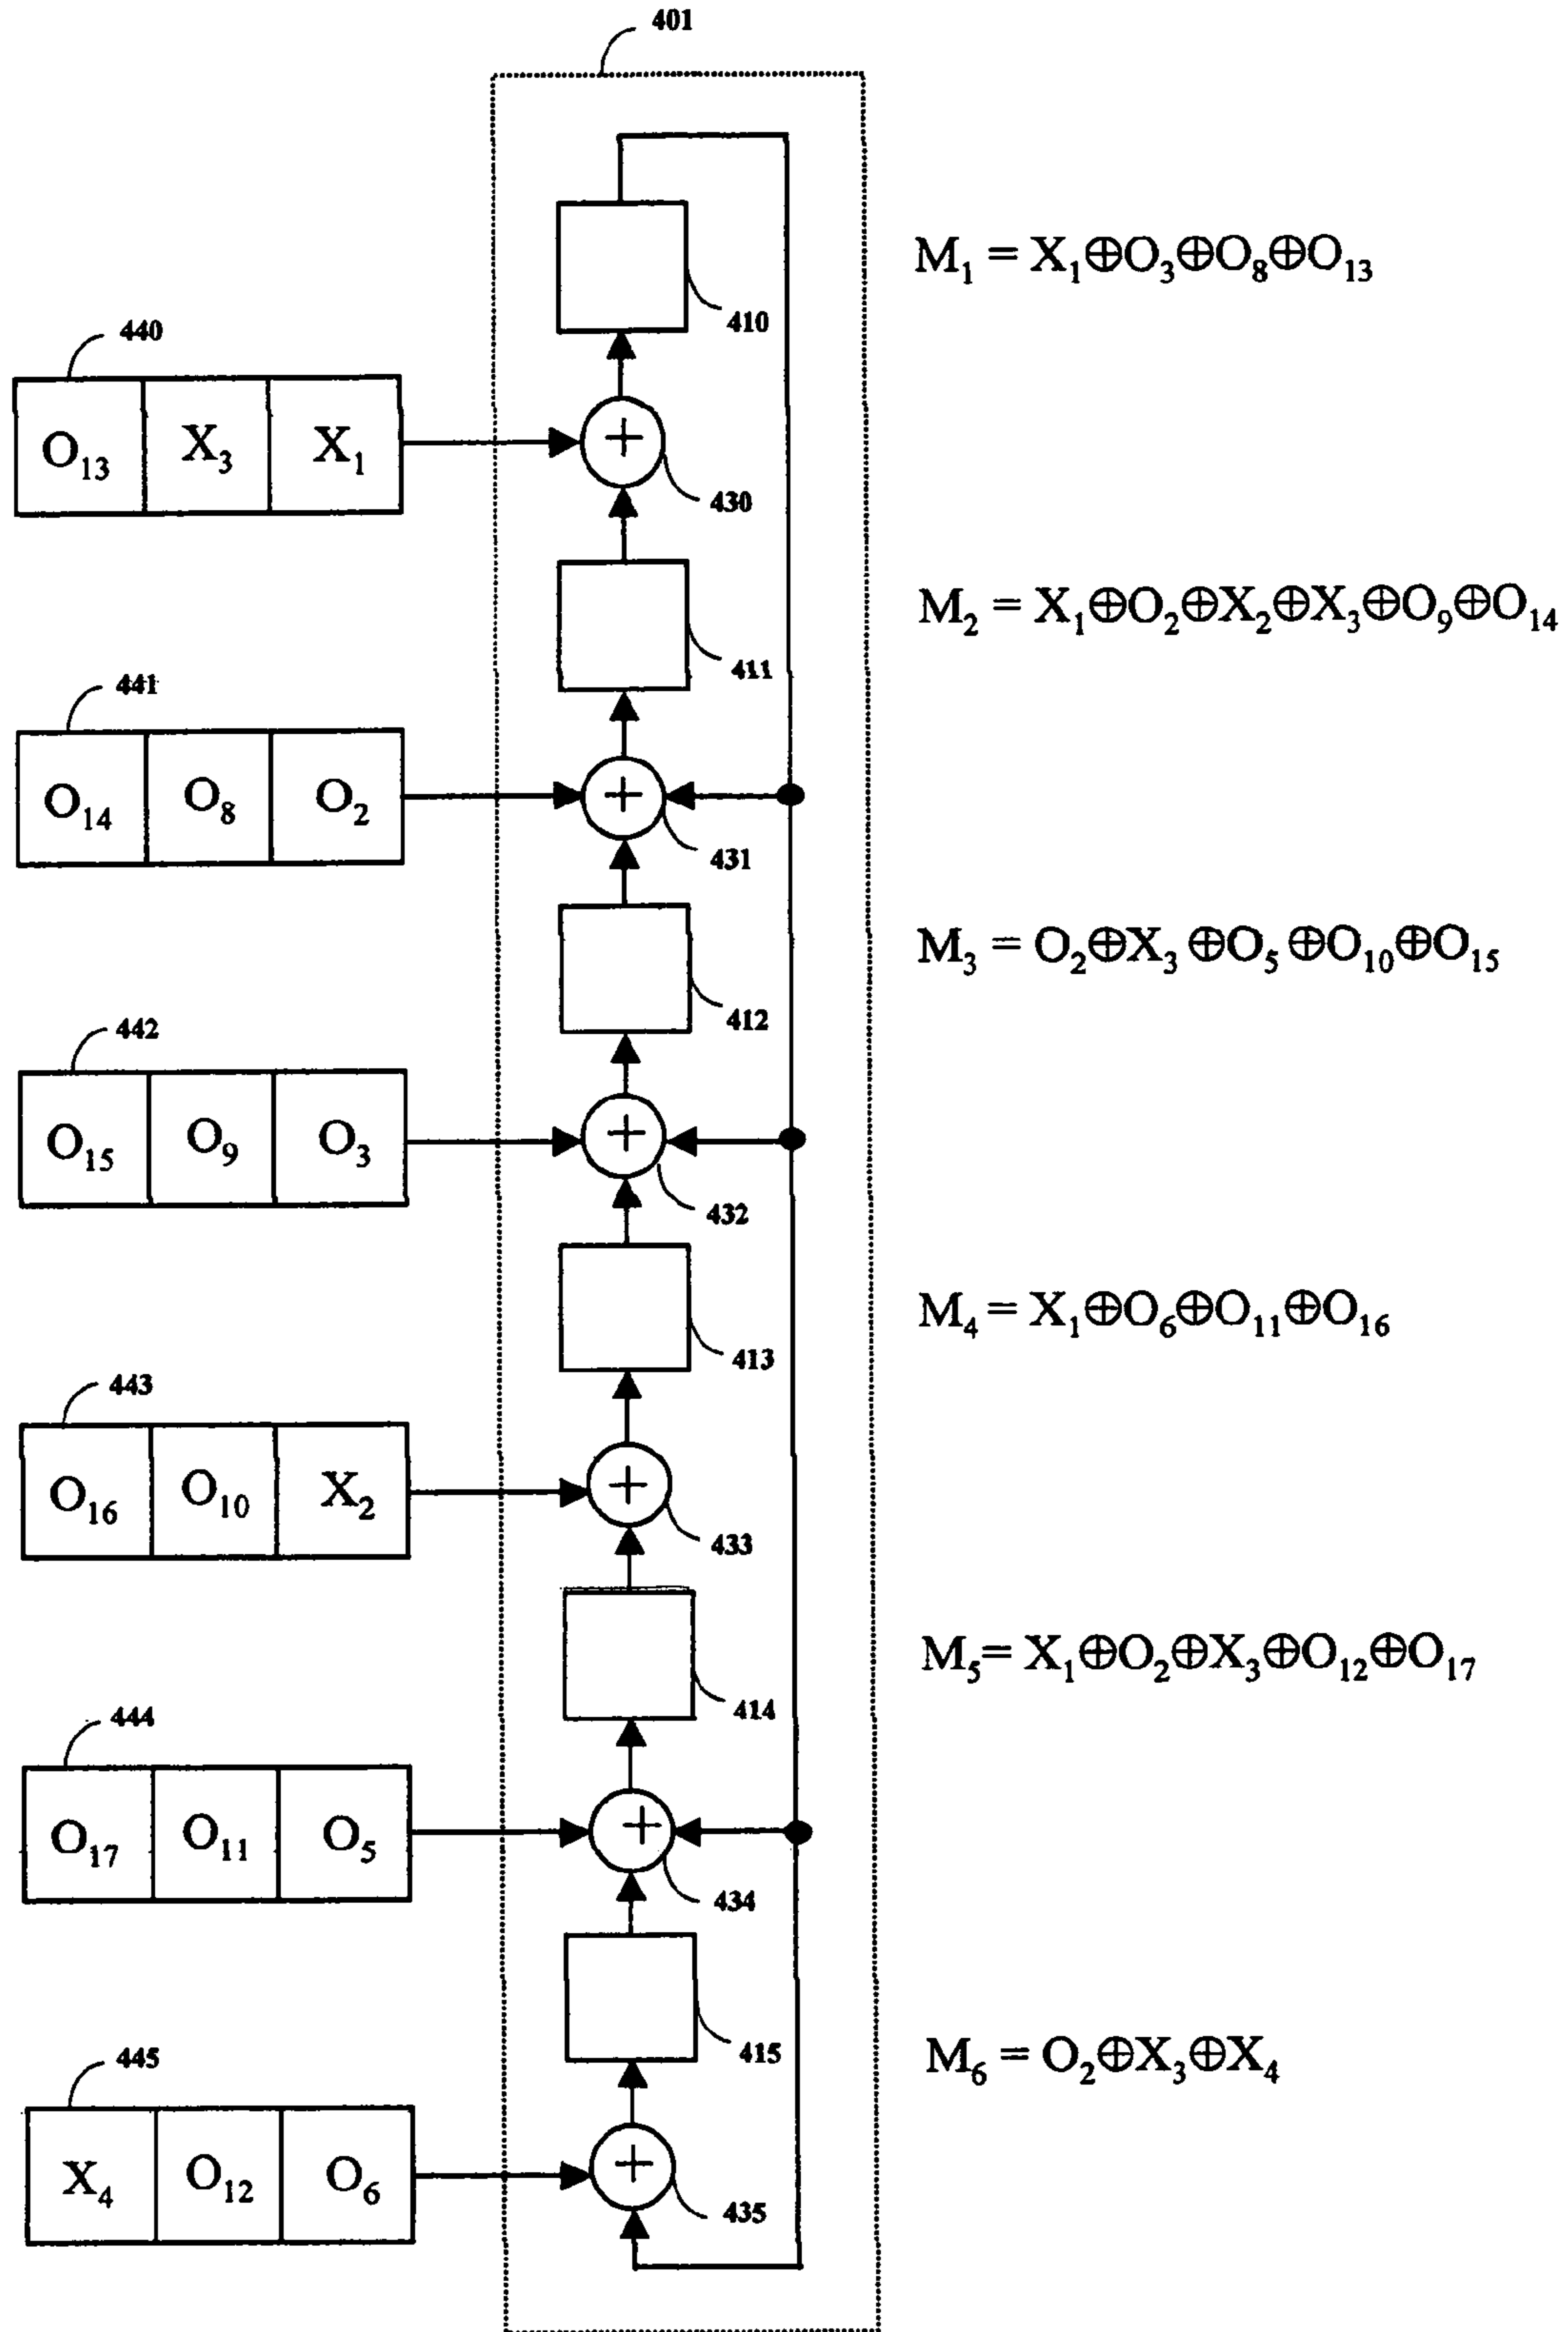 401
410
M₁ = X₁⊕O₃⊕O₈⊕O₁₃
440
O₁₃ X₃ X₁
+
430
411
M₂ = X₁⊕O₂⊕X₂⊕X₃⊕O₉⊕O₁₄
441
O₁₄ O₈ O₂
+
431
412
M₃ = O₂⊕X₃⊕O₅⊕O₁₀⊕O₁₅
442
O₁₅ O₉ O₃
+
432
413
M₄ = X₁⊕O₆⊕O₁₁⊕O₁₆
443
O₁₆ O₁₀ X₂
+
433
414
M₅= X₁⊕O₂⊕X₃⊕O₁₂⊕O₁₇
444
O₁₇ O₁₁ O₅
+
434
415
M₆ = O₂⊕X₃⊕X₄
445
X₄ O₁₂ O₆
+
435